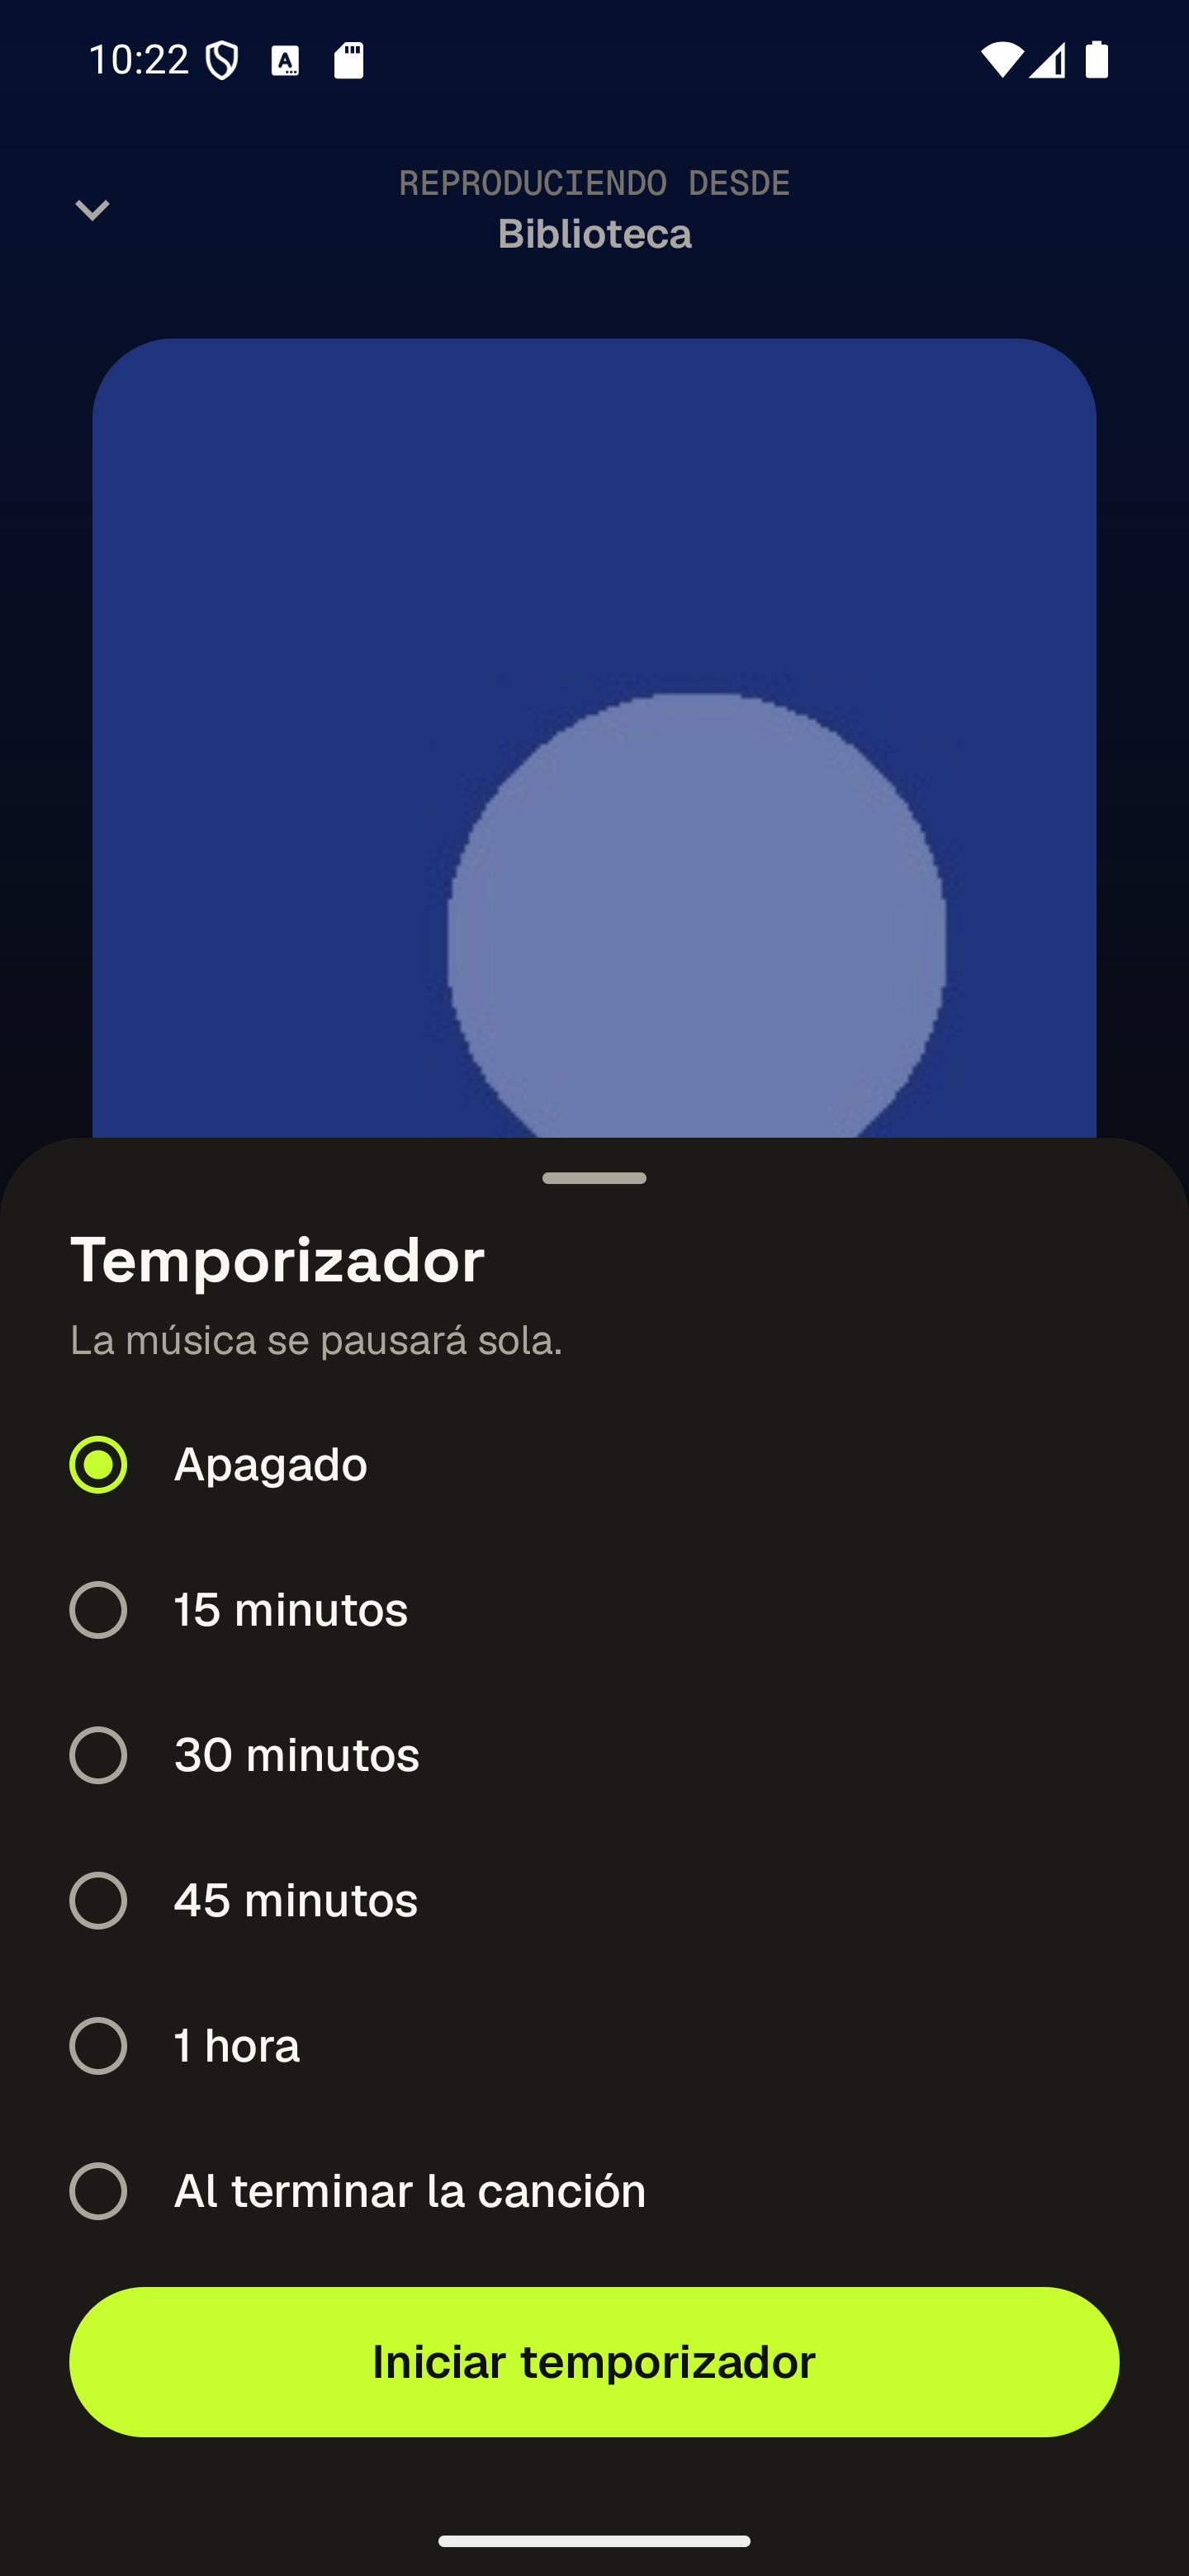 10:22
REPRODUCIENDO DESDE
Biblioteca
Temporizador
La música se pausará sola.
Apagado
15 minutos
30 minutos
45 minutos
1 hora
Al terminar la canción
Iniciar temporizador